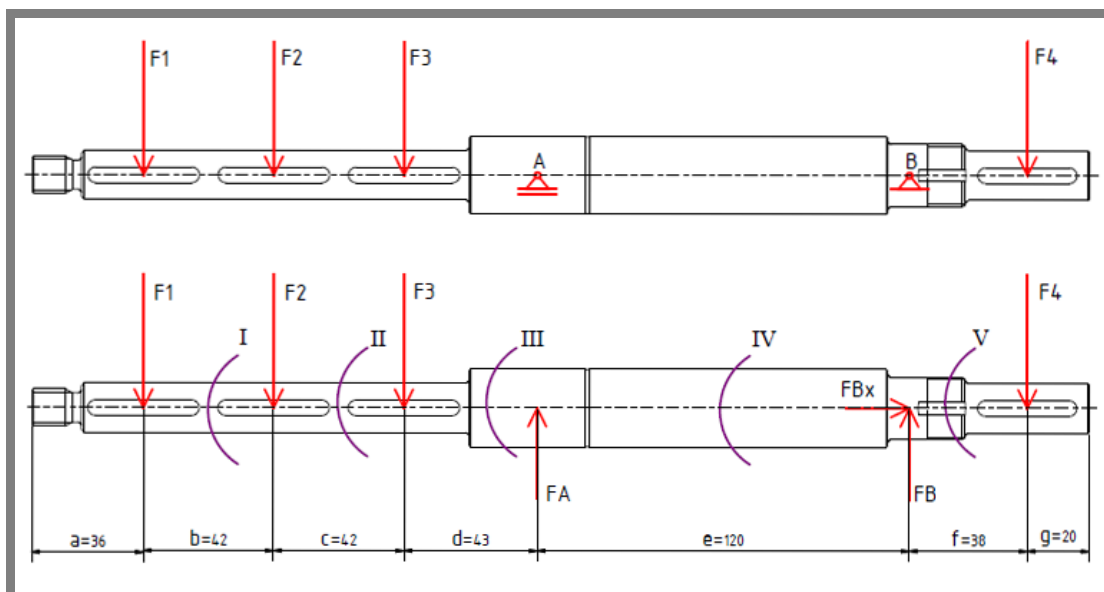 F1 F2 F3 F4
A B
F1 F2 F3 F4
I II III IV V
FBx
FA FB
a=36 b=42 c=42 d=43 e=120 f=38 g=20